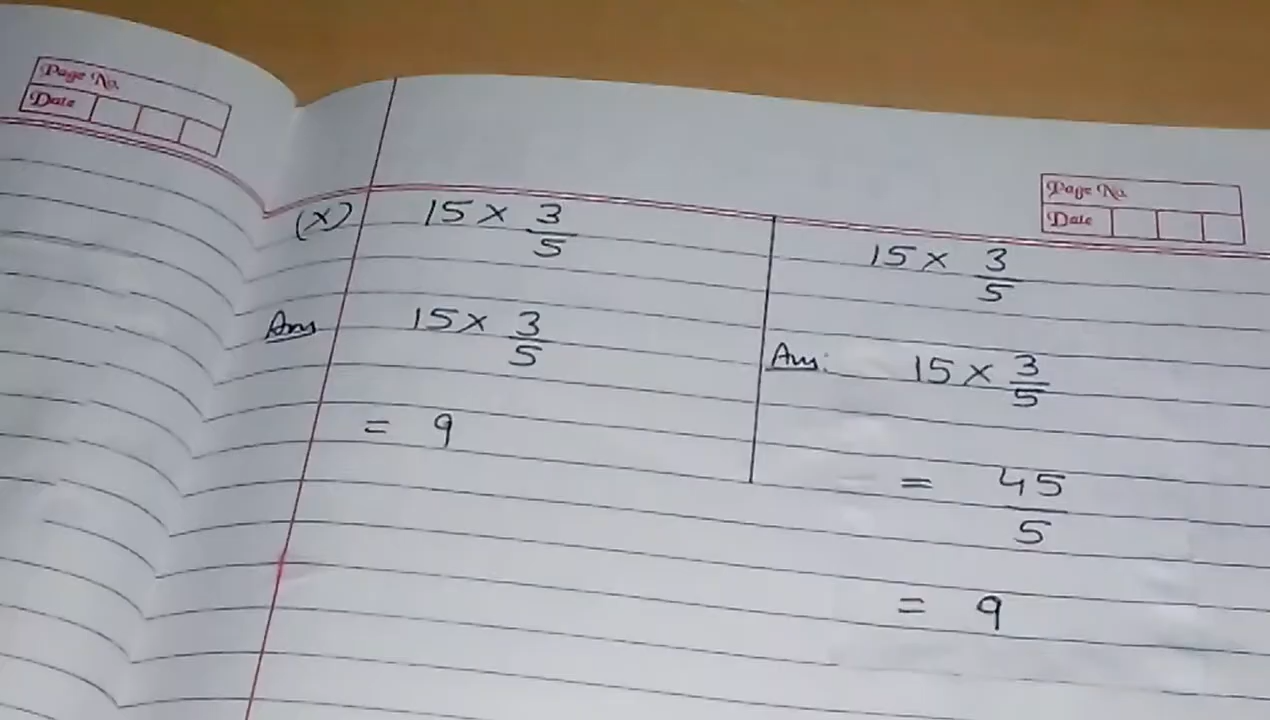 Page No.
Date
Page No.
Date
(x) 15 × 3/5
Ans 15 × 3/5
= 9
15 × 3/5
Ans: 15 × 3/5
= 45/5
= 9